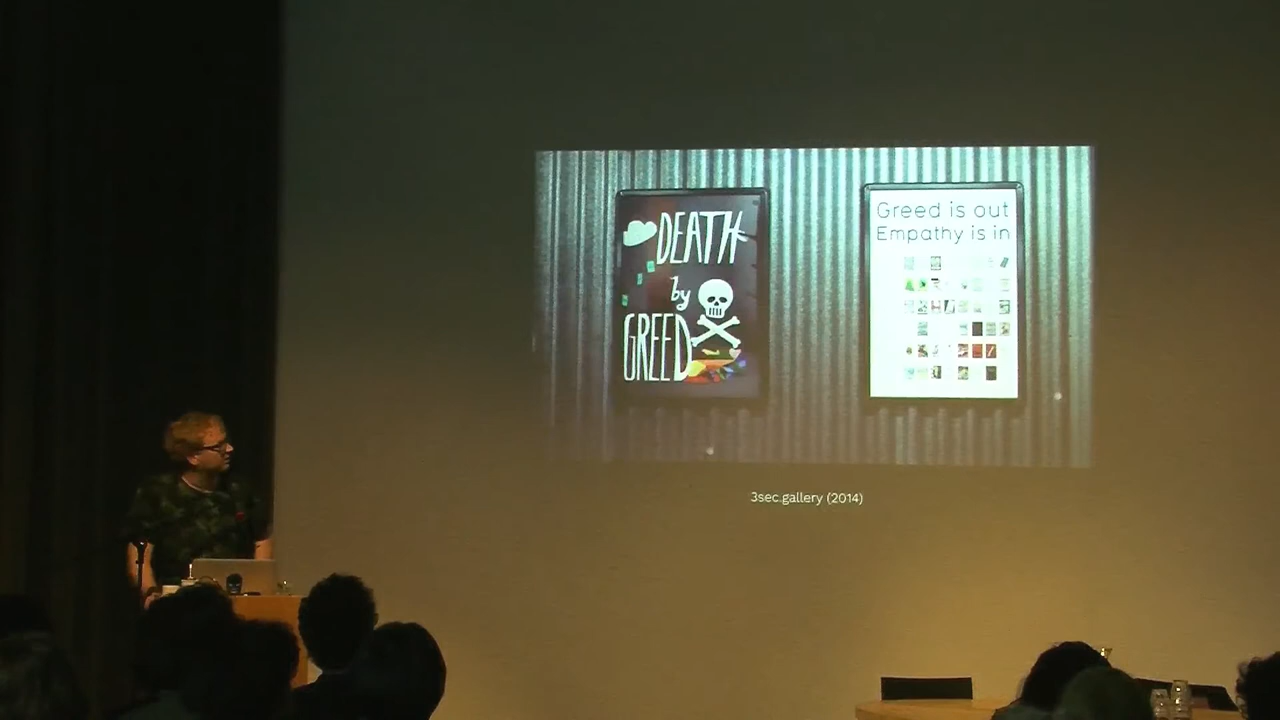 DEATH
by
GREED
Greed is out
Empathy is in
3sec.gallery (2014)